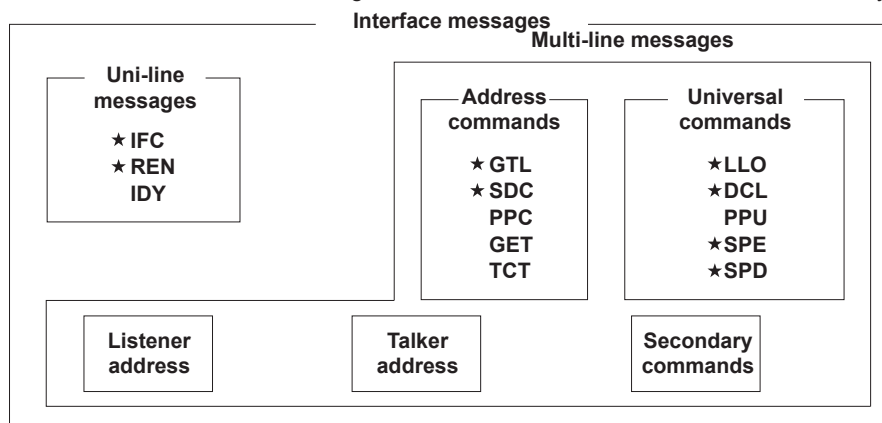 Interface messages
Multi-line messages
Uni-line
messages
★ IFC
★ REN
IDY
Address
commands
★ GTL
★ SDC
PPC
GET
TCT
Universal
commands
★ LLO
★ DCL
PPU
★ SPE
★ SPD
Listener
address
Talker
address
Secondary
commands